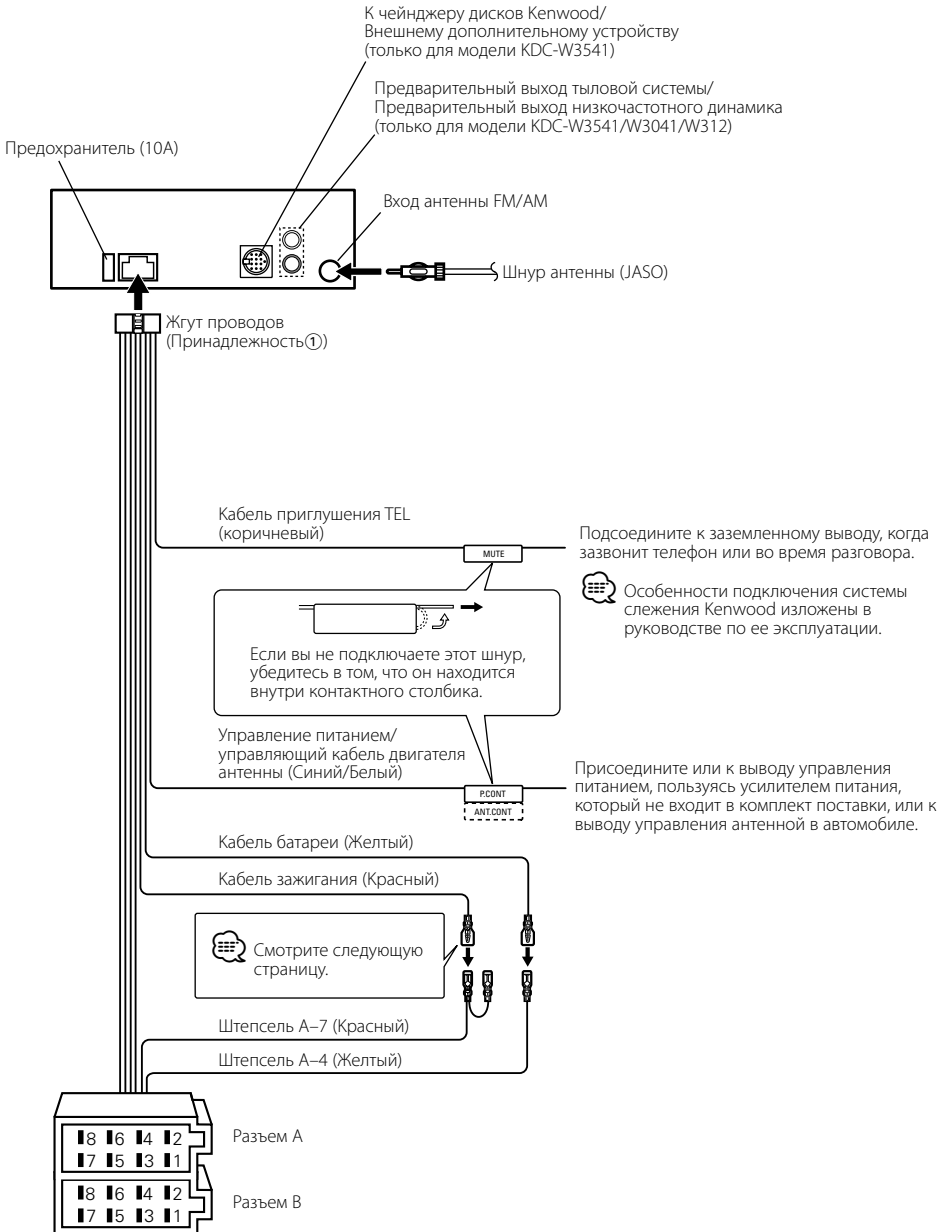 К чейнджеру дисков Kenwood/
Внешнему дополнительному устройству
(только для модели KDC-W3541)
Предварительный выход тыловой системы/
Предварительный выход низкочастотного динамика
(только для модели KDC-W3541/W3041/W312)
Предохранитель (10А)
Вход антенны FM/AM
Шнур антенны (JASO)
Жгут проводов
(Принадлежность①)
Кабель приглушения TEL
(коричневый)
MUTE
Подсоедините к заземленному выводу, когда
зазвонит телефон или во время разговора.
Особенности подключения системы
слежения Kenwood изложены в
руководстве по ее эксплуатации.
Если вы не подключаете этот шнур,
убедитесь в том, что он находится
внутри контактного столбика.
Управление питанием/
управляющий кабель двигателя
антенны (Синий/Белый)
P.CONT
ANT.CONT
Присоедините или к выводу управления
питанием, пользуясь усилителем питания,
который не входит в комплект поставки, или к
выводу управления антенной в автомобиле.
Кабель батареи (Желтый)
Кабель зажигания (Красный)
Смотрите следующую
страницу.
Штепсель А–7 (Красный)
Штепсель А–4 (Желтый)
8 6 4 2
7 5 3 1
Разъем А
8 6 4 2
7 5 3 1
Разъем В